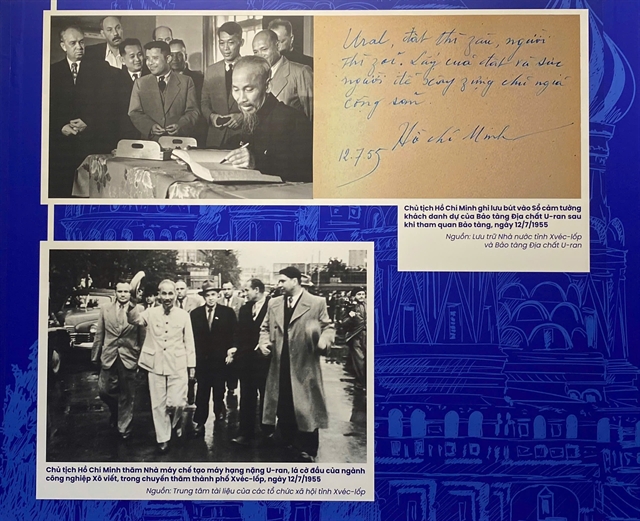 Ural, đất thì zầu, người
thì zỏi. Lấy của đất và sức
người để xây zựng chủ nghĩa
cộng sản.
Hồ Chí Minh
12.7.55
Chủ tịch Hồ Chí Minh ghi lưu bút vào Sổ cảm tưởng
khách danh dự của Bảo tàng Địa chất U-ran sau
khi tham quan Bảo tàng, ngày 12/7/1955
Nguồn: Lưu trữ Nhà nước tỉnh Xvéc-lốp
và Bảo tàng Địa chất U-ran
Chủ tịch Hồ Chí Minh thăm Nhà máy chế tạo máy hạng nặng U-ran, lá cờ đầu của ngành
công nghiệp Xô viết, trong chuyến thăm thành phố Xvéc-lốp, ngày 12/7/1955
Nguồn: Trung tâm tài liệu của các tổ chức xã hội tỉnh Xvéc-lốp